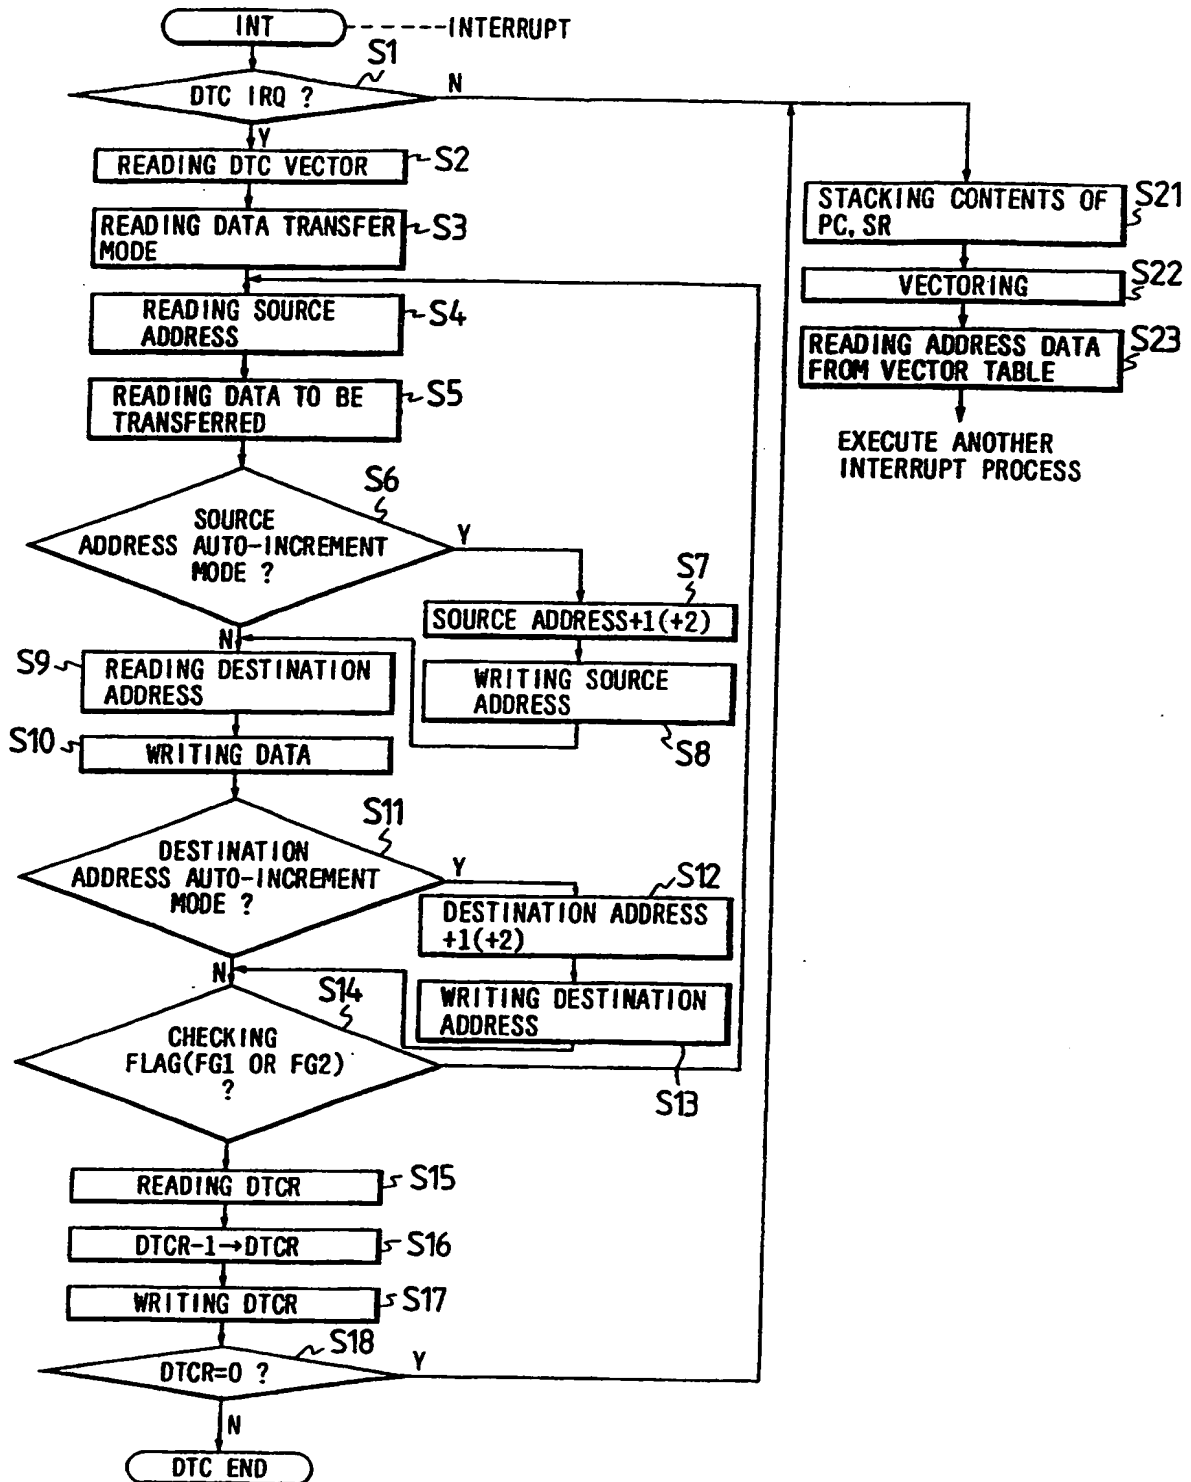 INT
INTERRUPT
S1
DTC IRQ ?
N
Y
READING DTC VECTOR
S2
READING DATA TRANSFER
MODE
S3
READING SOURCE
ADDRESS
S4
READING DATA TO BE
TRANSFERRED
S5
S6
SOURCE
ADDRESS AUTO-INCREMENT
MODE ?
Y
N
S7
SOURCE ADDRESS+1(+2)
WRITING SOURCE
ADDRESS
S8
S9
READING DESTINATION
ADDRESS
S10
WRITING DATA
S11
DESTINATION
ADDRESS AUTO-INCREMENT
MODE ?
Y
N
S12
DESTINATION ADDRESS
+1(+2)
WRITING DESTINATION
ADDRESS
S13
S14
CHECKING
FLAG(FG1 OR FG2)
?
READING DTCR
S15
DTCR-1→DTCR
S16
WRITING DTCR
S17
S18
DTCR=0 ?
Y
N
DTC END
STACKING CONTENTS OF
PC,SR
S21
VECTORING
S22
READING ADDRESS DATA
FROM VECTOR TABLE
S23
EXECUTE ANOTHER
INTERRUPT PROCESS